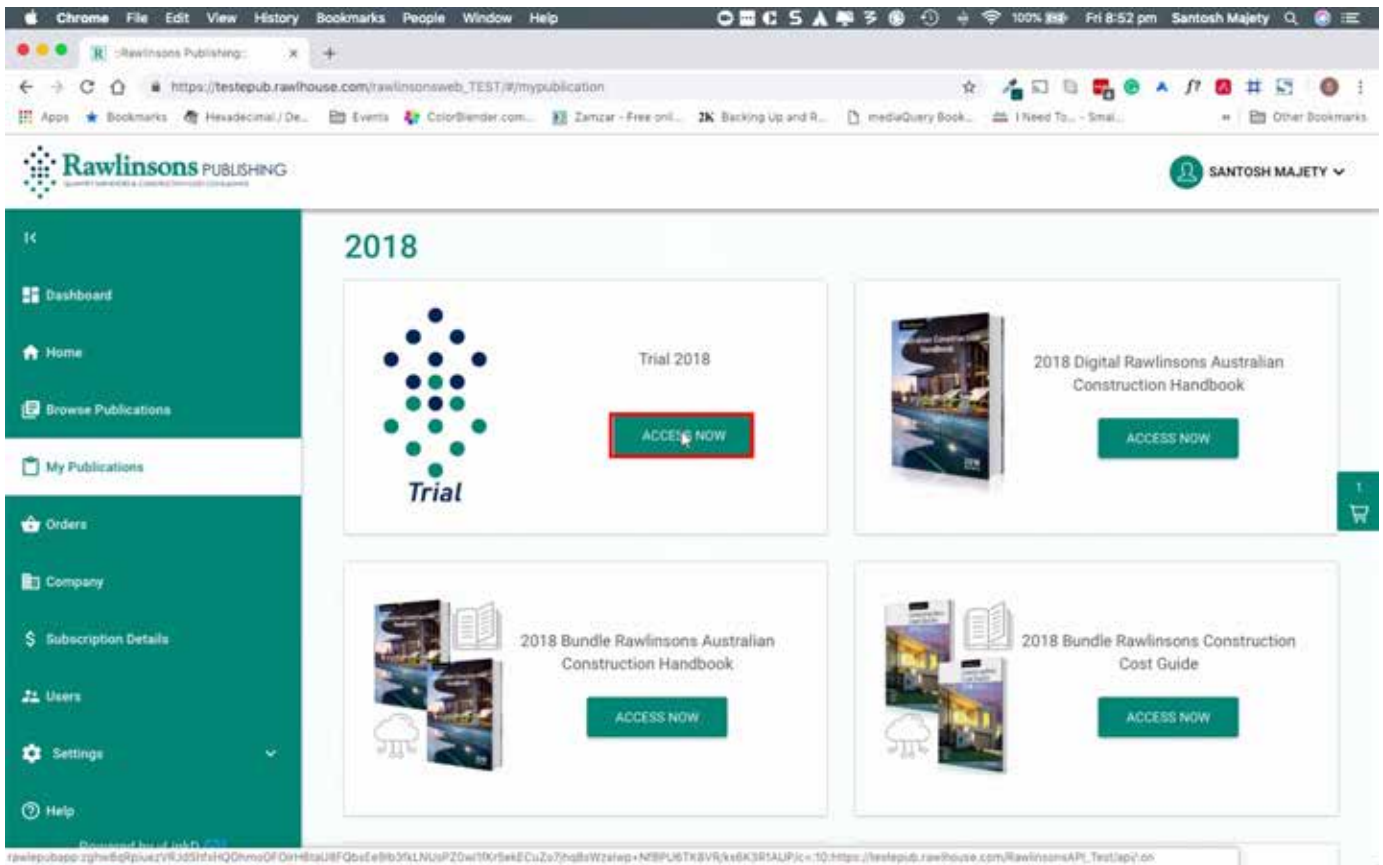 Chrome File Edit View History Bookmarks People Window Help 100% Fri 8:52 pm Santosh Majety
::Rawlinsons Publishing::
https://testepub.rawlhouse.com/rawlinsonsweb_TEST/#/mypublication
Apps Bookmarks Hexadecimal / De... Events ColorBlender.com... Zamzar - Free onl... 2K Backing Up and R... mediaQuery Book... I Need To... - Smal... Other Bookmarks
Rawlinsons PUBLISHING
SANTOSH MAJETY
2018
Dashboard
Home
Browse Publications
My Publications
Orders
Company
Subscription Details
Users
Settings
Help
Trial
Trial 2018
ACCESS NOW
2018 Digital Rawlinsons Australian
Construction Handbook
ACCESS NOW
1
2018 Bundle Rawlinsons Australian
Construction Handbook
ACCESS NOW
2018 Bundle Rawlinsons Construction
Cost Guide
ACCESS NOW